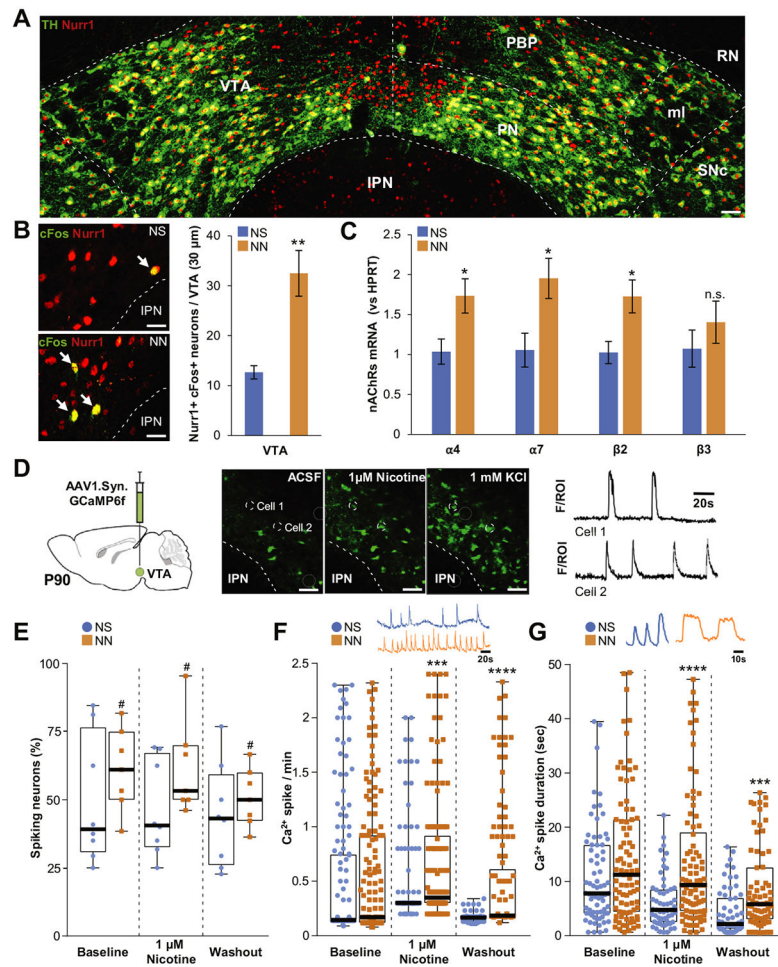 A
TH Nurr1
PBP
RN
VTA
ml
PN
IPN
SNc
B
cFos Nurr1 NS
IPN
cFos Nurr1 NN
IPN
Nurr1+ cFos+ neurons / VTA (30 µm)
NS
NN
40
30
20
10
0
**
VTA
C
nAChRs mRNA (vs HPRT)
NS
NN
2.5
2
1.5
1
0.5
0
* * * n.s.
α4 α7 β2 β3
D
AAV1.Syn.
GCaMP6f
P90
VTA
ACSF 1µM Nicotine 1 mM KCl
Cell 1
Cell 2
IPN
F/ROI
20s
Cell 1
F/ROI
Cell 2
E
NS
NN
Spiking neurons (%)
100
75
50
25
0
# # #
Baseline 1 µM Nicotine Washout
F
NS
NN
20s
Ca²⁺ spike / min
2.5
2
1.5
1
0.5
0
*** ****
Baseline 1 µM Nicotine Washout
G
NS
NN
10s
Ca²⁺ spike duration (sec)
50
40
30
20
10
0
**** ***
Baseline 1 µM Nicotine Washout